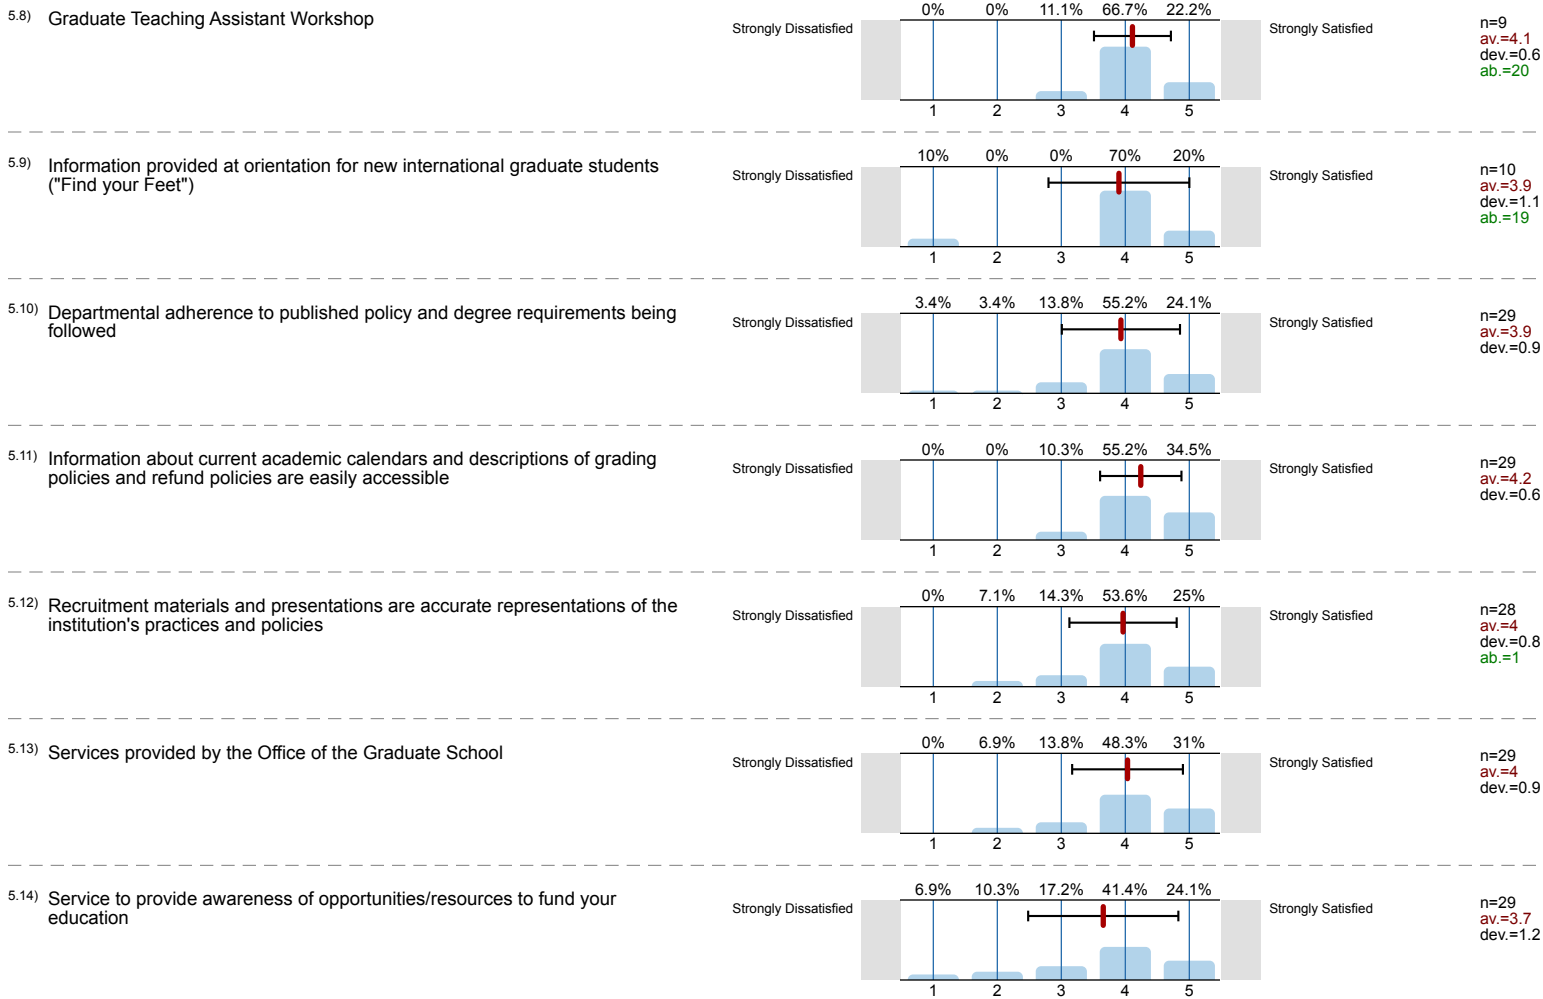 5.8) Graduate Teaching Assistant Workshop
Strongly Dissatisfied
0% 0% 11.1% 66.7% 22.2%
1 2 3 4 5
Strongly Satisfied
n=9
av.=4.1
dev.=0.6
ab.=20
5.9) Information provided at orientation for new international graduate students
("Find your Feet")
Strongly Dissatisfied
10% 0% 0% 70% 20%
1 2 3 4 5
Strongly Satisfied
n=10
av.=3.9
dev.=1.1
ab.=19
5.10) Departmental adherence to published policy and degree requirements being
followed
Strongly Dissatisfied
3.4% 3.4% 13.8% 55.2% 24.1%
1 2 3 4 5
Strongly Satisfied
n=29
av.=3.9
dev.=0.9
5.11) Information about current academic calendars and descriptions of grading
policies and refund policies are easily accessible
Strongly Dissatisfied
0% 0% 10.3% 55.2% 34.5%
1 2 3 4 5
Strongly Satisfied
n=29
av.=4.2
dev.=0.6
5.12) Recruitment materials and presentations are accurate representations of the
institution's practices and policies
Strongly Dissatisfied
0% 7.1% 14.3% 53.6% 25%
1 2 3 4 5
Strongly Satisfied
n=28
av.=4
dev.=0.8
ab.=1
5.13) Services provided by the Office of the Graduate School
Strongly Dissatisfied
0% 6.9% 13.8% 48.3% 31%
1 2 3 4 5
Strongly Satisfied
n=29
av.=4
dev.=0.9
5.14) Service to provide awareness of opportunities/resources to fund your
education
Strongly Dissatisfied
6.9% 10.3% 17.2% 41.4% 24.1%
1 2 3 4 5
Strongly Satisfied
n=29
av.=3.7
dev.=1.2